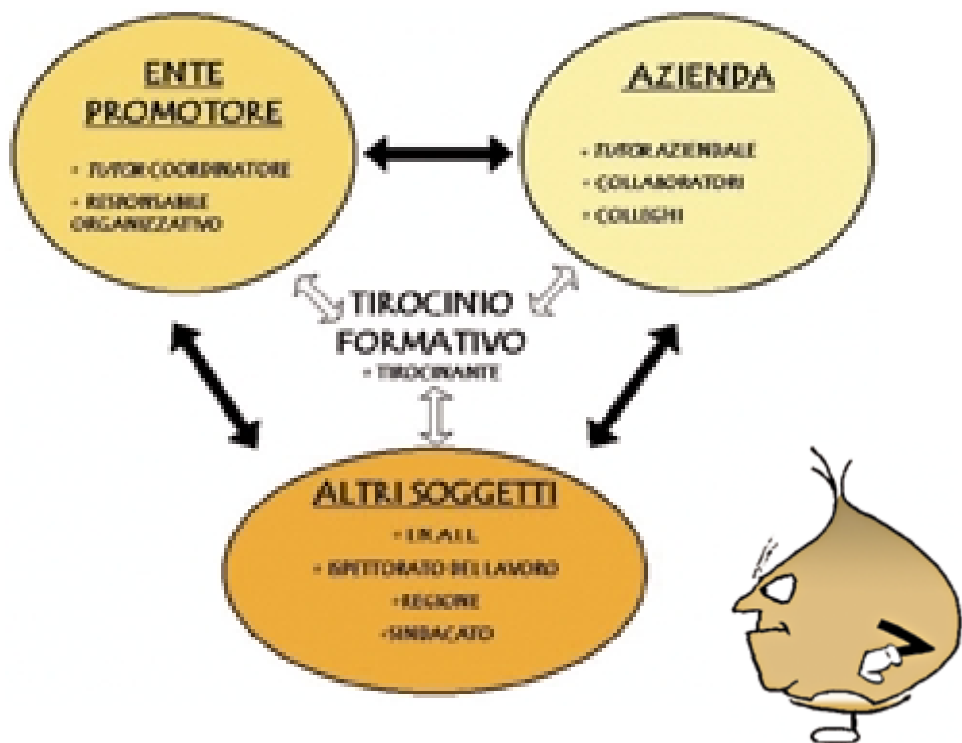 ENTE
PROMOTORE
• TUTOR COORDINATORE
• RESPONSABILE
ORGANIZZATIVO
AZIENDA
• TUTOR AZIENDALE
• COLLABORATORI
• COLLEGHI
TIROCINIO
FORMATIVO
• TIROCINANTE
ALTRI SOGGETTI
• I.N.A.I.L.
• ISPETTORATO DEL LAVORO
•REGIONE
•SINDACATO